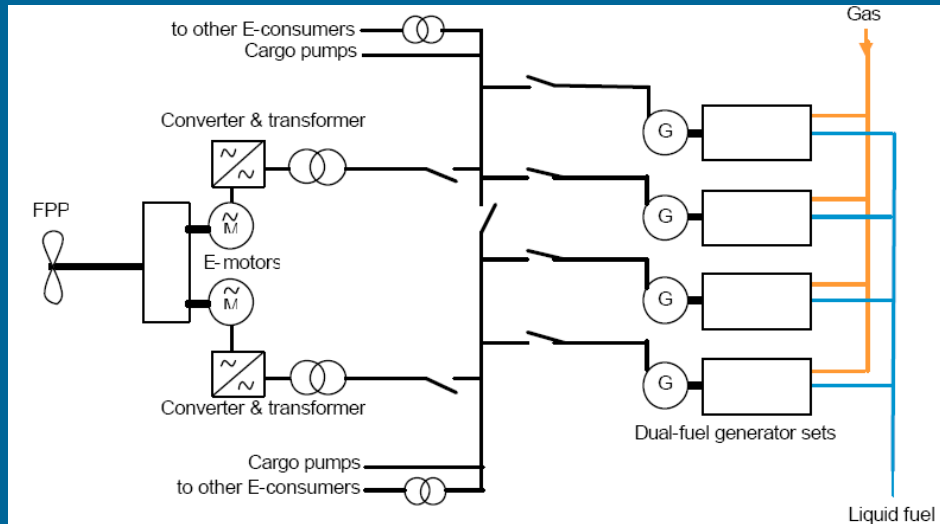 Gas
to other E-consumers
Cargo pumps
Converter & transformer
G
~
~
FPP
~
M
G
E-motors
~
M
G
~
~
G
Converter & transformer
Dual-fuel generator sets
Cargo pumps
to other E-consumers
Liquid fuel